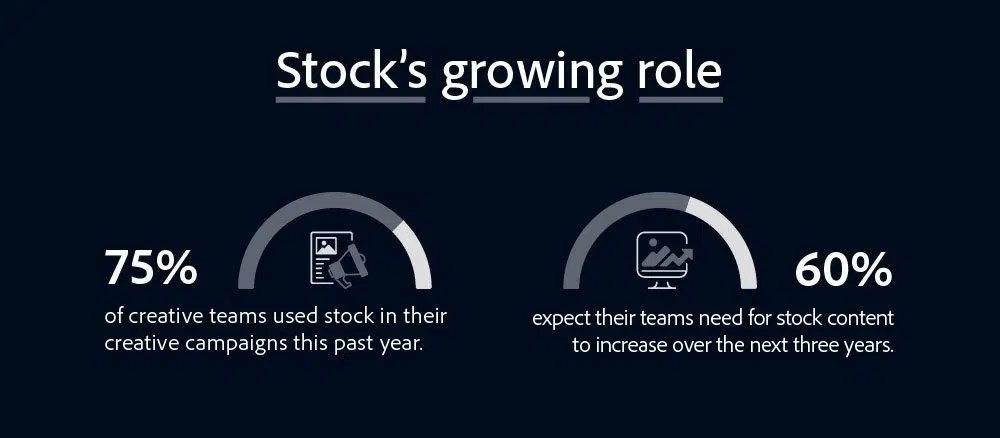 Stock’s growing role
75%
of creative teams used stock in their
creative campaigns this past year.
60%
expect their teams need for stock content
to increase over the next three years.